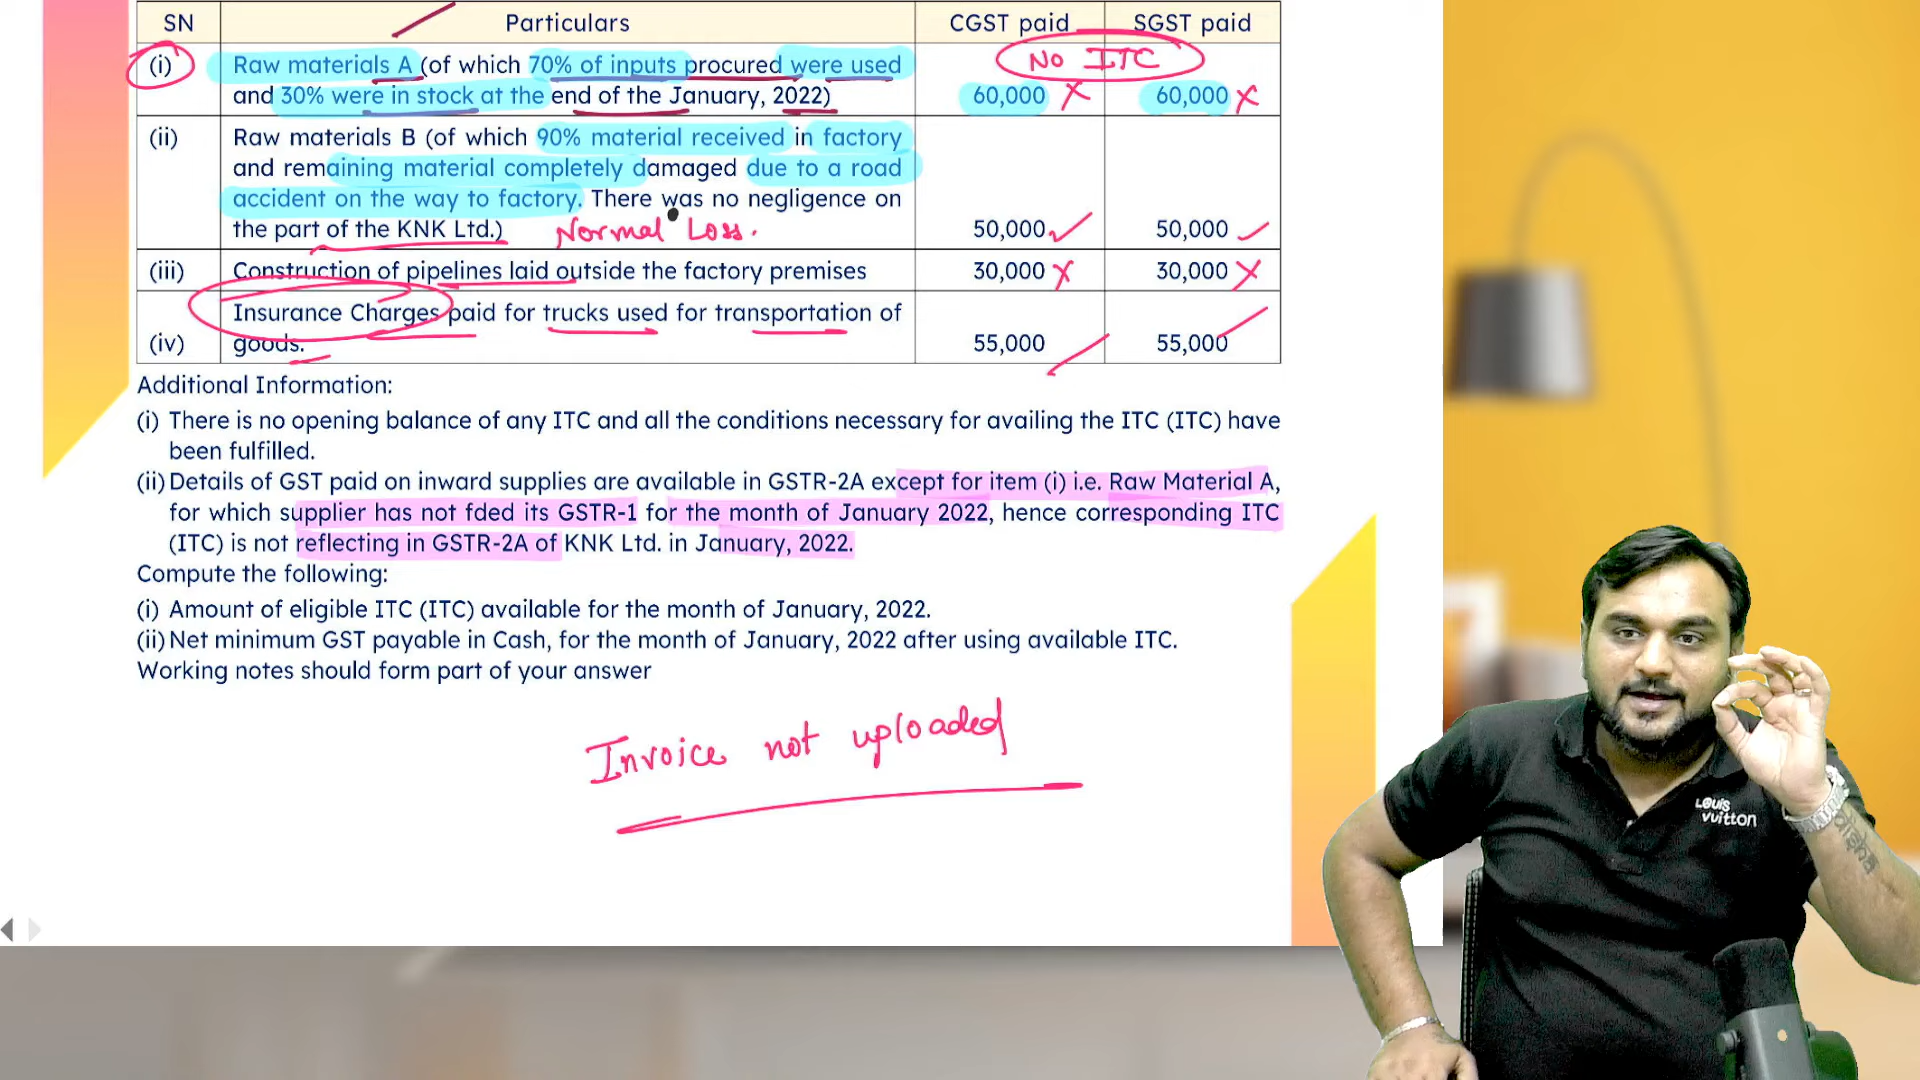 SN Particulars CGST paid SGST paid
(i) Raw materials A (of which 70% of inputs procured were used No ITC
and 30% were in stock at the end of the January, 2022) 60,000 x 60,000 x
(ii) Raw materials B (of which 90% material received in factory
and remaining material completely damaged due to a road
accident on the way to factory. There was no negligence on
the part of the KNK Ltd.) Normal Loss. 50,000 ✓ 50,000 ✓
(iii) Construction of pipelines laid outside the factory premises 30,000 x 30,000 x
Insurance Charges paid for trucks used for transportation of
(iv) goods. 55,000 ✓ 55,000 ✓
Additional Information:
(i) There is no opening balance of any ITC and all the conditions necessary for availing the ITC (ITC) have
been fulfilled.
(ii) Details of GST paid on inward supplies are available in GSTR-2A except for item (i) i.e. Raw Material A,
for which supplier has not fded its GSTR-1 for the month of January 2022, hence corresponding ITC
(ITC) is not reflecting in GSTR-2A of KNK Ltd. in January, 2022.
Compute the following:
(i) Amount of eligible ITC (ITC) available for the month of January, 2022.
(ii) Net minimum GST payable in Cash, for the month of January, 2022 after using available ITC.
Working notes should form part of your answer
Invoice not uploaded
Louis
Vuitton